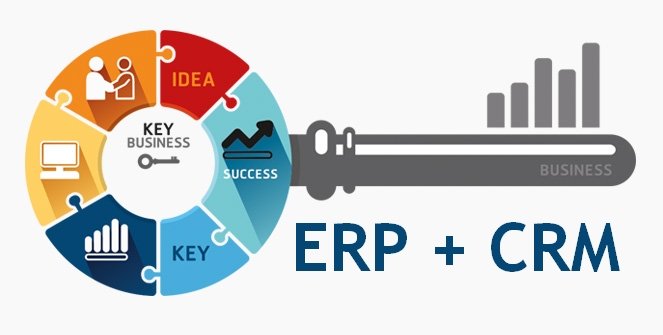 IDEA
KEY
BUSINESS
SUCCESS
KEY
BUSINESS
ERP + CRM